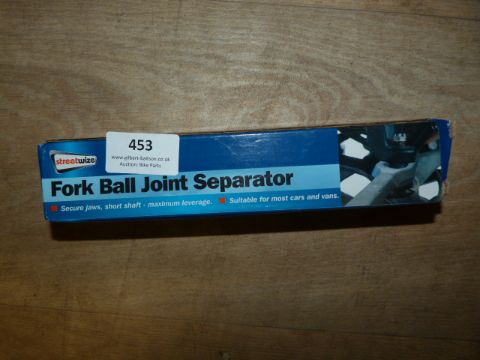 streetwize
453
www.gilbert-baitson.co.uk
Auction: Bike Parts
Fork Ball Joint Separator
Secure jaws, short shaft - maximum leverage. Suitable for most cars and vans.